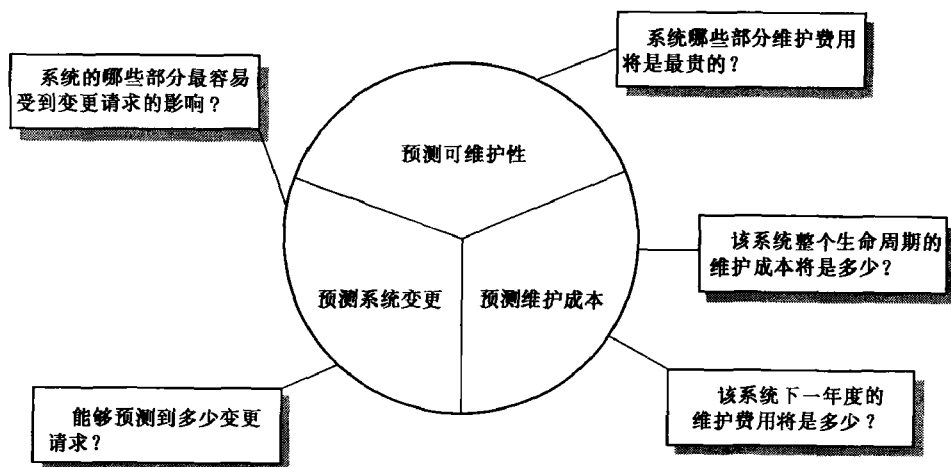 系统哪些部分维护费用
将是最贵的？
系统的哪些部分最容易
受到变更请求的影响？
预测可维护性
该系统整个生命周期的
维护成本将是多少？
预测系统变更
预测维护成本
该系统下一年度的
维护费用将是多少？
能够预测到多少变更
请求？